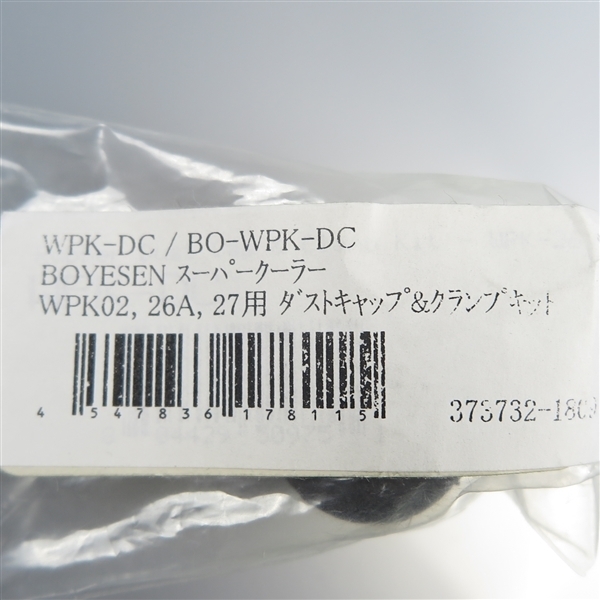 WPK-DC / BO-WPK-DC
BOYESEN スーパークーラー
WPK02, 26A, 27用 ダストキャップ&クランプキット
4 547836 178115